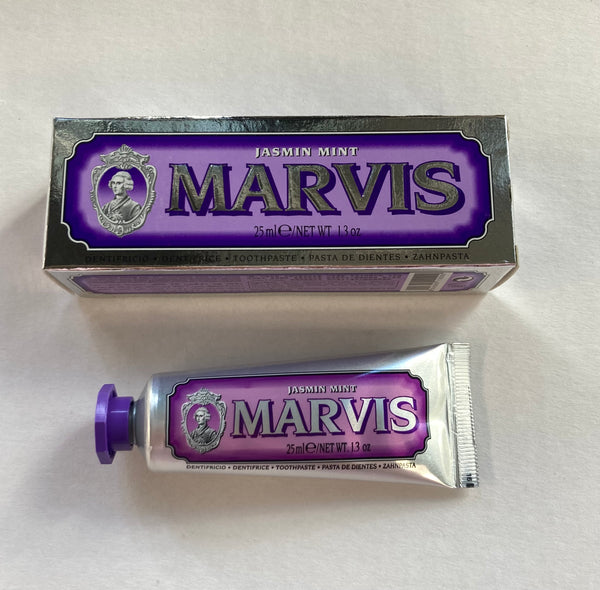 JASMIN MINT
MARVIS
25 ml e/NET WT. 1.3 oz
DENTIFRICIO • DENTIFRICE • TOOTHPASTE • PASTA DE DIENTES • ZAHNPASTA
JASMIN MINT
MARVIS
25 ml e/NET WT. 1.3 oz
DENTIFRICIO • DENTIFRICE • TOOTHPASTE • PASTA DE DIENTES • ZAHNPASTA